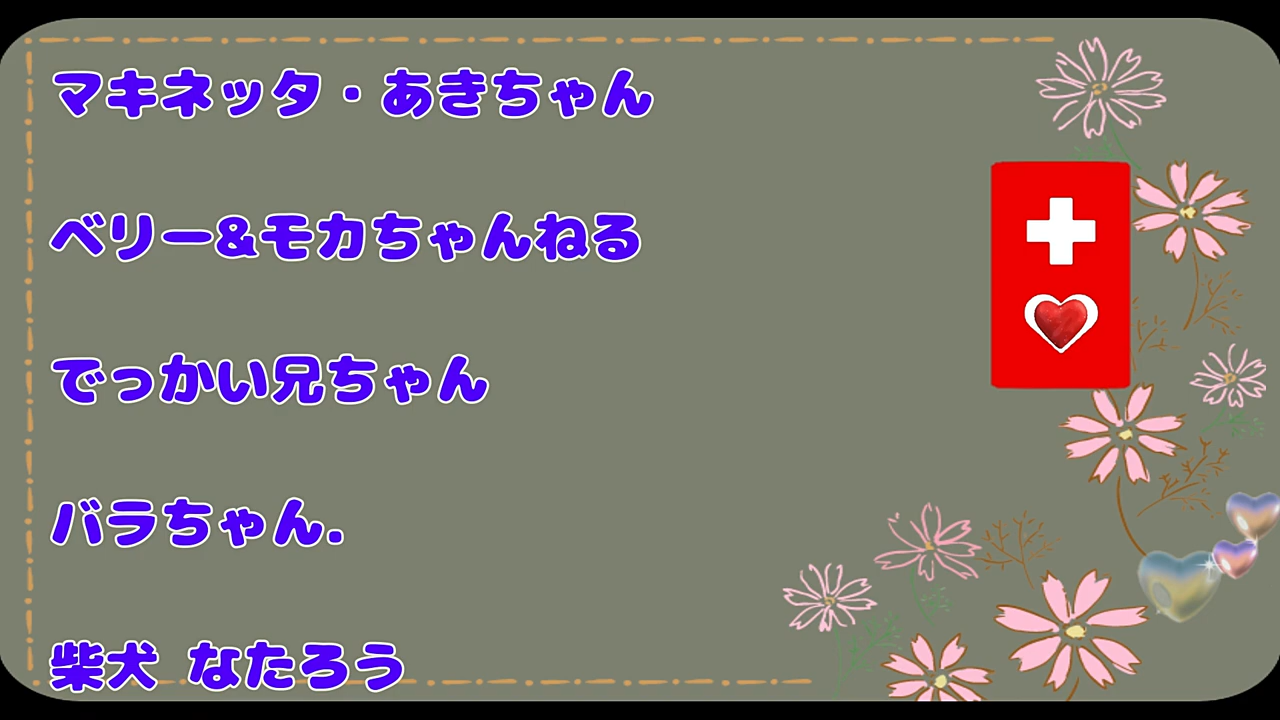 マキネッタ・あきちゃん
ベリー&モカちゃんねる
でっかい兄ちゃん
バラちゃん.
柴犬 なたろう